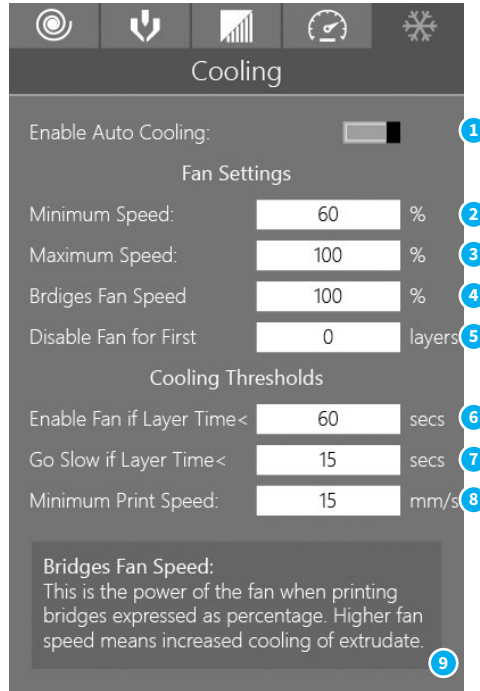 Cooling
Enable Auto Cooling: 1
Fan Settings
Minimum Speed: 60 % 2
Maximum Speed: 100 % 3
Brdiges Fan Speed 100 % 4
Disable Fan for First 0 layers 5
Cooling Thresholds
Enable Fan if Layer Time< 60 secs 6
Go Slow if Layer Time< 15 secs 7
Minimum Print Speed: 15 mm/s 8
Bridges Fan Speed:
This is the power of the fan when printing
bridges expressed as percentage. Higher fan
speed means increased cooling of extrudate.
9